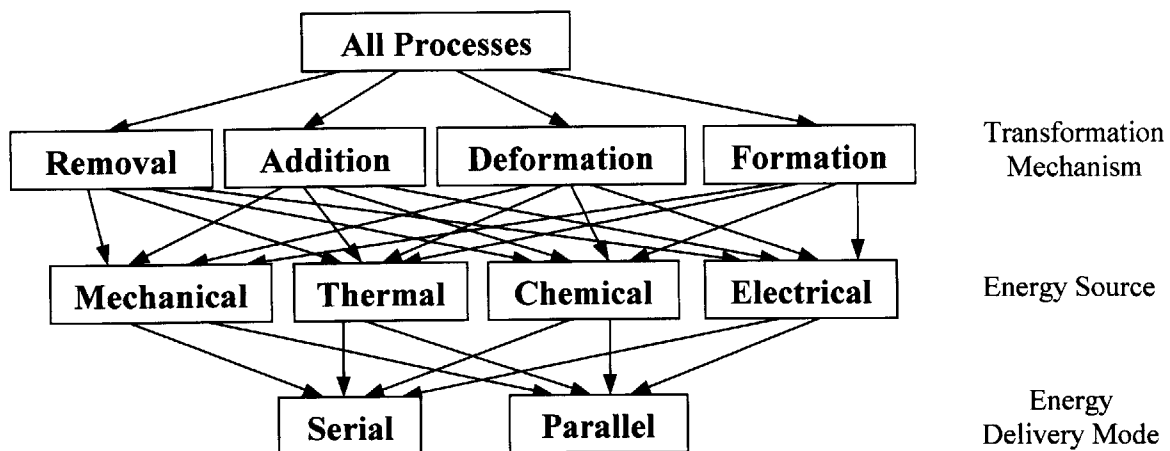 All Processes
Removal
Addition
Deformation
Formation
Transformation
Mechanism
Mechanical
Thermal
Chemical
Electrical
Energy Source
Serial
Parallel
Energy
Delivery Mode